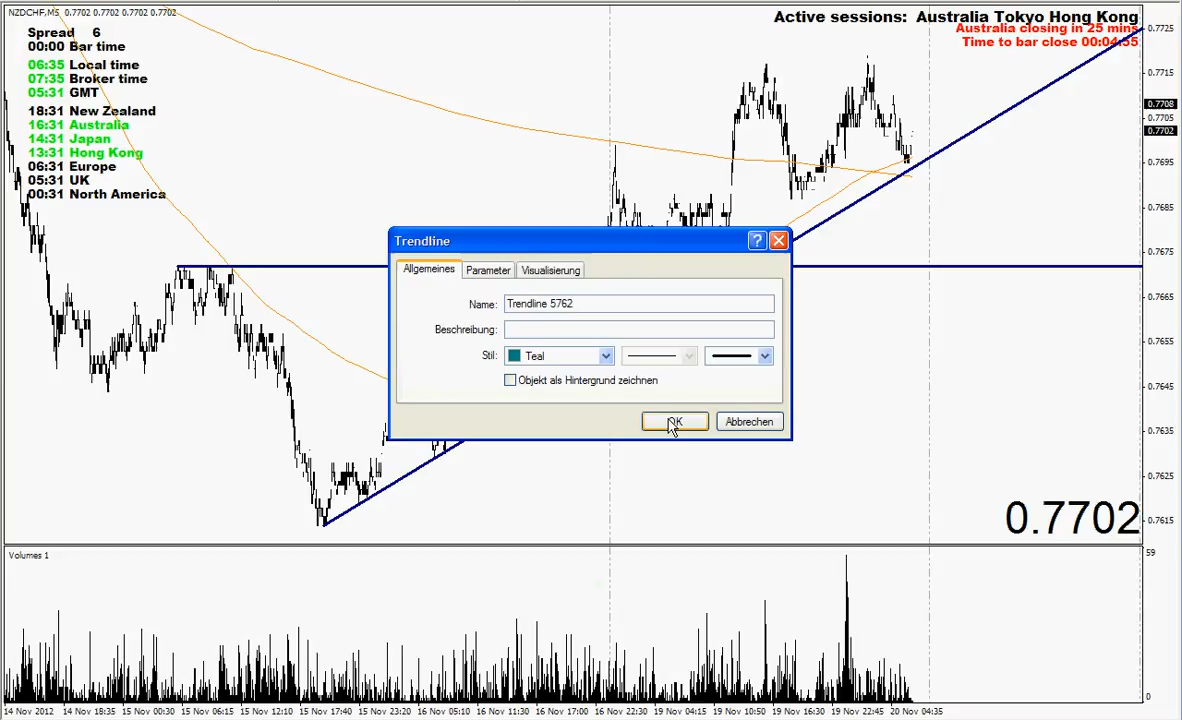 NZDCHF,M5 0.7702 0.7702 0.7702 0.7702
Active sessions: Australia Tokyo Hong Kong
Australia closing in 25 mins
Time to bar close 00:04:55
Spread 6
00:00 Bar time
06:35 Local time
07:35 Broker time
05:31 GMT
18:31 New Zealand
16:31 Australia
14:31 Japan
13:31 Hong Kong
06:31 Europe
05:31 UK
00:31 North America
0.7725
0.7715
0.7708
0.7705
0.7702
0.7695
0.7685
0.7675
0.7665
0.7655
0.7645
0.7635
0.7625
0.7615
Trendline
Allgemeines Parameter Visualisierung
Name: Trendline 5762
Beschreibung:
Stil: Teal
Objekt als Hintergrund zeichnen
OK Abbrechen
0.7702
Volumes 1
59
0
14 Nov 2012 14 Nov 18:35 15 Nov 00:30 15 Nov 06:15 15 Nov 12:10 15 Nov 17:40 15 Nov 23:20 16 Nov 05:10 16 Nov 11:30 16 Nov 17:00 16 Nov 22:30 19 Nov 04:15 19 Nov 10:50 19 Nov 16:30 19 Nov 22:45 20 Nov 04:35